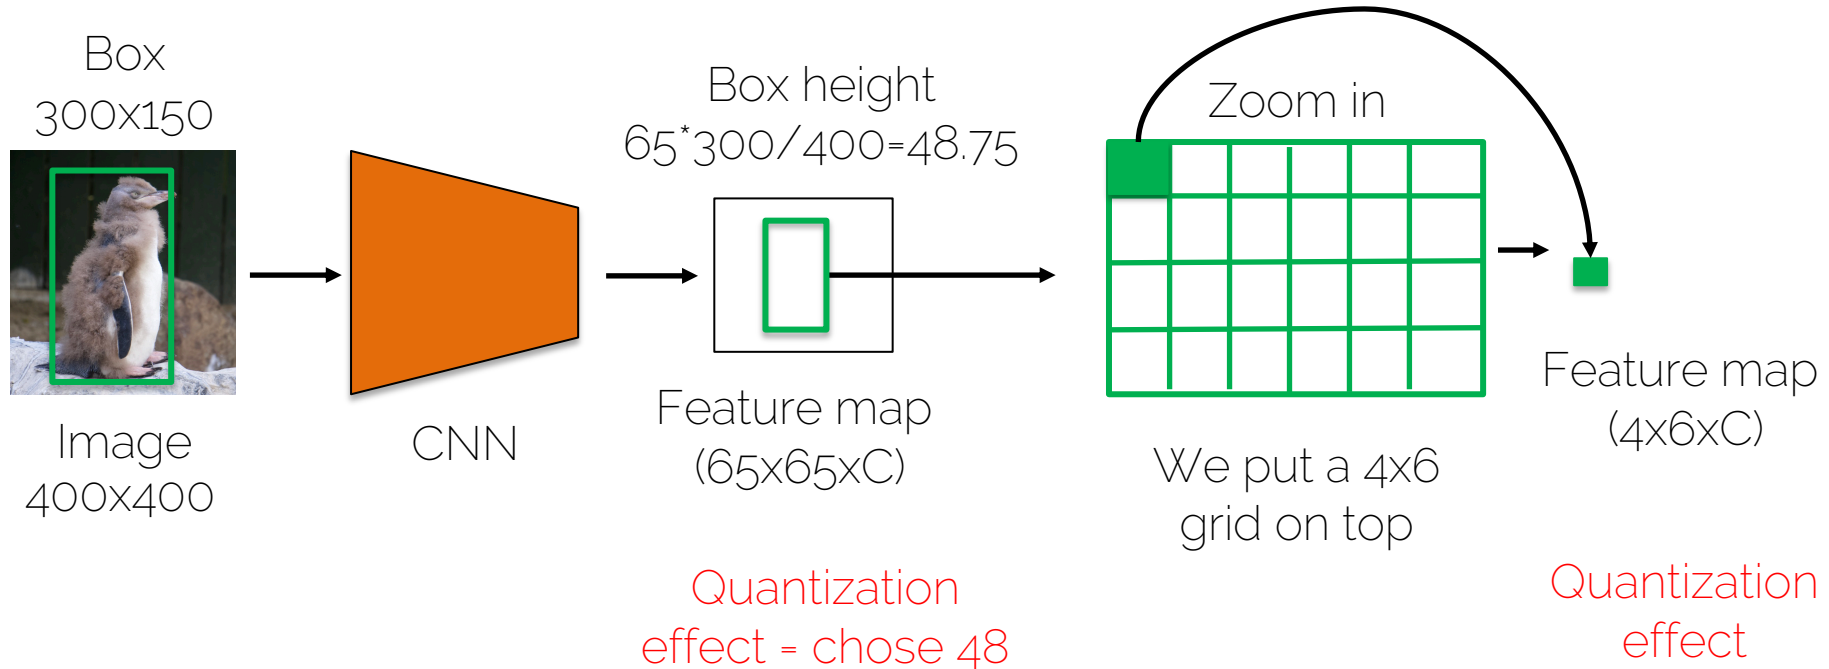 Box
300x150
Image
400x400
CNN
Box height
65*300/400=48.75
Feature map
(65x65xC)
Quantization
effect = chose 48
Zoom in
We put a 4x6
grid on top
Feature map
(4x6xC)
Quantization
effect